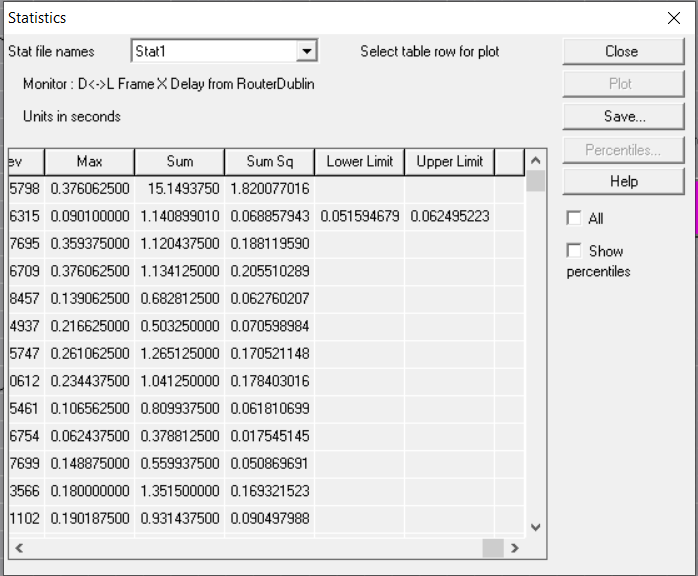 Statistics
Stat file names Stat1 Select table row for plot Close
Monitor : D<->L Frame X Delay from RouterDublin Plot
Units in seconds Save...
Percentiles...
Help
All
Show
percentiles
ev Max Sum Sum Sq Lower Limit Upper Limit
5798 0.376062500 15.1493750 1.820077016
6315 0.090100000 1.140899010 0.068857943 0.051594679 0.062495223
7695 0.359375000 1.120437500 0.188119590
6709 0.376062500 1.134125000 0.205510289
8457 0.139062500 0.682812500 0.062760207
4937 0.216625000 0.503250000 0.070598984
5747 0.261062500 1.265125000 0.170521148
0612 0.234437500 1.041250000 0.178403016
5461 0.106562500 0.809937500 0.061810699
6754 0.062437500 0.378812500 0.017545145
7699 0.148875000 0.559937500 0.050869691
3566 0.180000000 1.351500000 0.169321523
1102 0.190187500 0.931437500 0.090497988